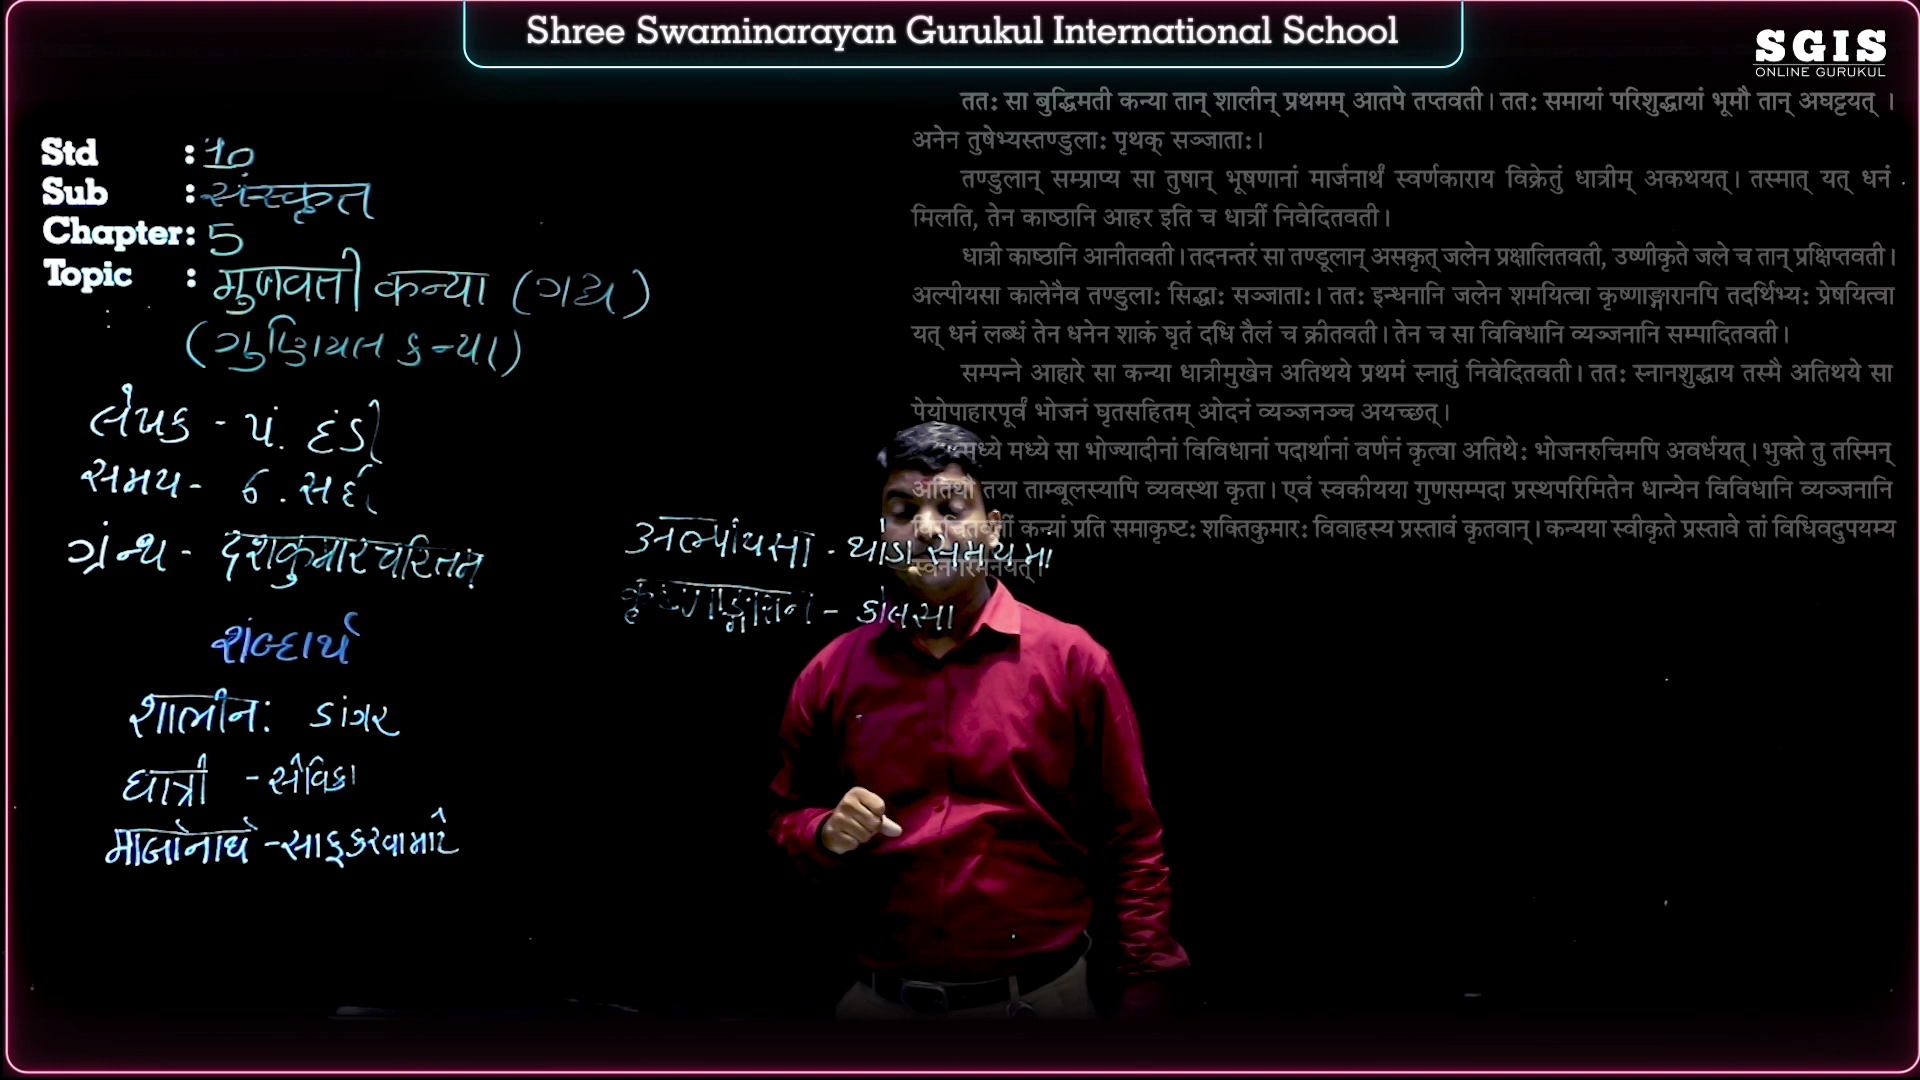 Shree Swaminarayan Gurukul International School
SGIS
ONLINE GURUKUL
Std : 10
Sub : संस्कृत
Chapter: 5
Topic : गुणवती कन्या (ગદ્ય)
(ગુણિયલ કન્યા)
લેખક - પં. દંડી
સમય - ૬. સદી
ગ્રંન્થ - दशकुमारचरितम्
શબ્દાર્થ
शालीन: ડાંગર
धात्री - સેવિકા
मार्जनार्थ - સાફ કરવા માટે
अल्पीयसा - થોડા સમયમાં
कृष्णाङ्गारान - કોલસા
ततः सा बुद्धिमती कन्या तान् शालीन् प्रथमम् आतपे तप्तवती। ततः समायां परिशुद्धायां भूमौ तान् अघट्टयत् ।
अनेन तुषेभ्यस्तण्डुलाः पृथक् सञ्जाताः।
तण्डुलान् सम्प्राप्य सा तुषान् भूषणानां मार्जनार्थं स्वर्णकाराय विक्रेतुं धात्रीम् अकथयत्। तस्मात् यत् धनं
मिलति, तेन काष्ठानि आहर इति च धात्रीं निवेदितवती।
धात्री काष्ठानि आनीतवती। तदनन्तरं सा तण्डूलान् असकृत् जलेन प्रक्षालितवती, उष्णीकृते जले च तान् प्रक्षिप्तवती।
अल्पीयसा कालेनैव तण्डुलाः सिद्धाः सञ्जाताः। ततः इन्धनानि जलेन शमयित्वा कृष्णाङ्गारानपि तदर्थिभ्यः प्रेषयित्वा
यत् धनं लब्धं तेन धनेन शाकं घृतं दधि तैलं च क्रीतवती। तेन च सा विविधानि व्यञ्जनानि सम्पादितवती।
सम्पन्ने आहारे सा कन्या धात्रीमुखेन अतिथये प्रथमं स्नातुं निवेदितवती। ततः स्नानशुद्धाय तस्मै अतिथये सा
पेयोपाहारपूर्वं भोजनं घृतसहितम् ओदनं व्यञ्जनञ्च अयच्छत्।
मध्ये मध्ये सा भोज्यादीनां विविधानां पदार्थानां वर्णनं कृत्वा अतिथेः भोजनरुचिमपि अवर्धयत्। भुक्ते तु तस्मिन्
अतिथौ तया ताम्बूलस्यापि व्यवस्था कृता। एवं स्वकीयया गुणसम्पदा प्रस्थपरिमितेन धान्येन विविधानि व्यञ्जनानि
कन्यां प्रति समाकृष्टः शक्तिकुमारः विवाहस्य प्रस्तावं कृतवान्। कन्यया स्वीकृते प्रस्तावे तां विधिवदुपयम्य
स्वनगरमनयत्।